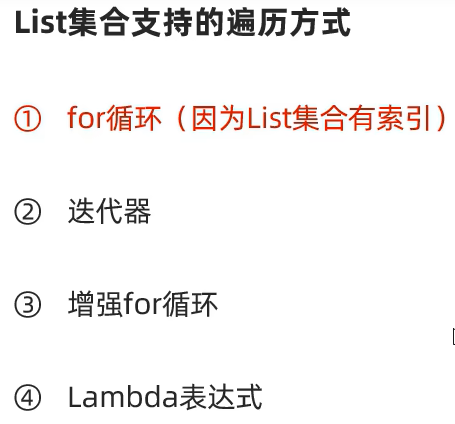 List集合支持的遍历方式
① for循环（因为List集合有索引）
② 迭代器
③ 增强for循环
④ Lambda表达式